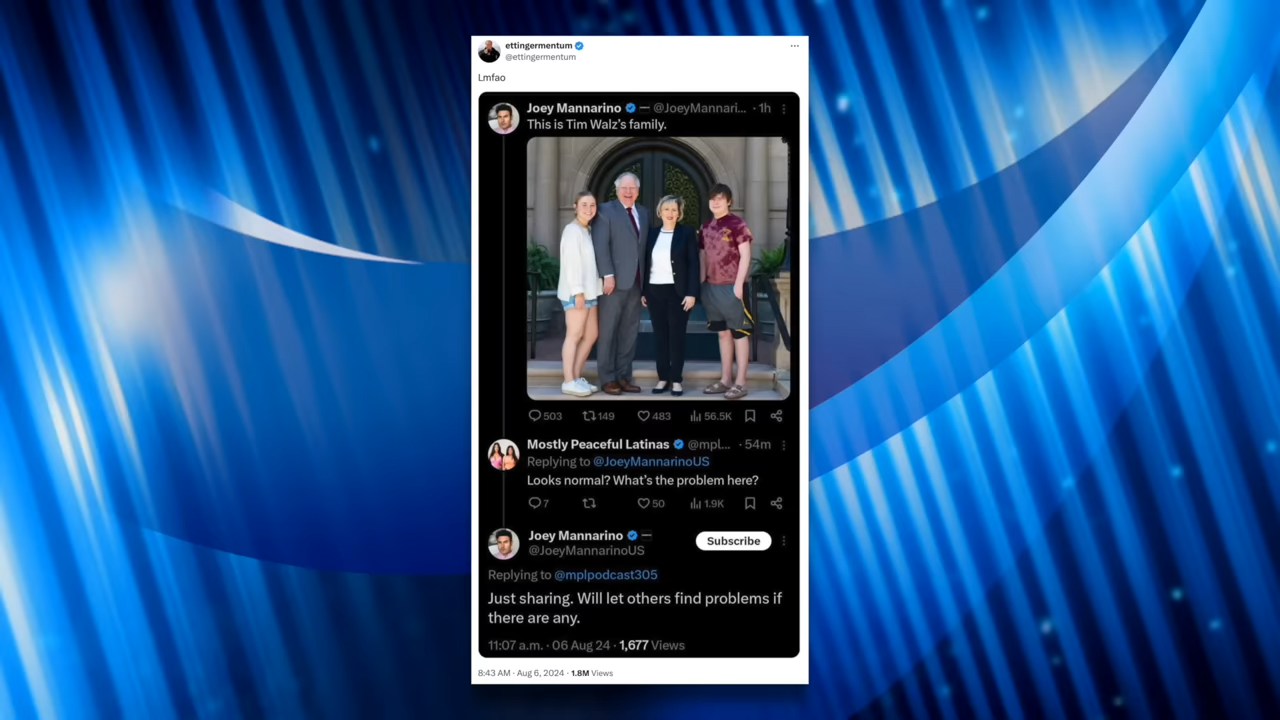 ettingermentum
@ettingermentum
Lmfao
Joey Mannarino @JoeyMannari... · 1h
This is Tim Walz's family.
503 149 483 56.5K
Mostly Peaceful Latinas @mpl... · 54m
Replying to @JoeyMannarinoUS
Looks normal? What's the problem here?
7 50 1.9K
Joey Mannarino
@JoeyMannarinoUS
Subscribe
Replying to @mplpodcast305
Just sharing. Will let others find problems if
there are any.
11:07 a.m. · 06 Aug 24 · 1,677 Views
8:43 AM · Aug 6, 2024 · 1.8M Views